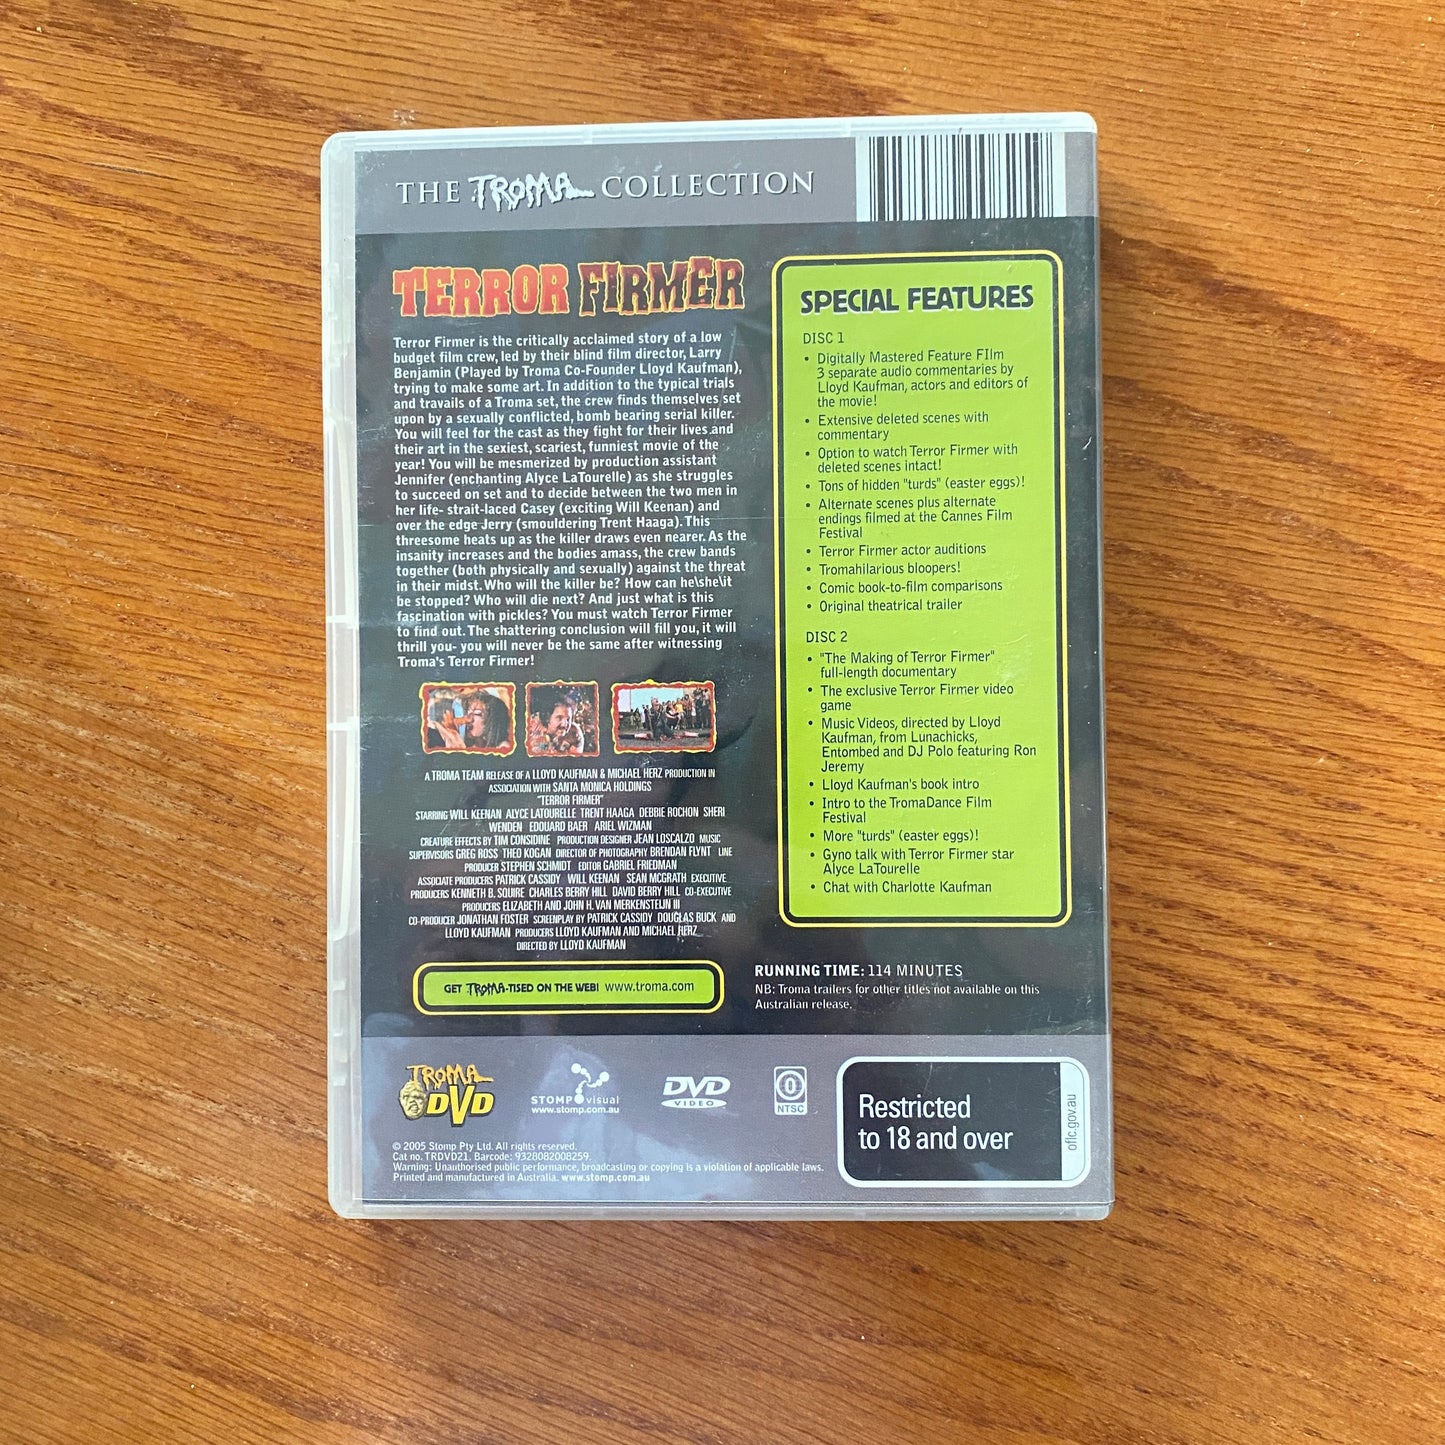 THE TROMA COLLECTION
TERROR FIRMER
Terror Firmer is the critically acclaimed story of a low
budget film crew, led by their blind film director, Larry
Benjamin (Played by Troma Co-Founder Lloyd Kaufman),
trying to make some art. In addition to the typical trials
and travails of a Troma set, the crew finds themselves set
upon by a sexually conflicted, bomb bearing serial killer.
You will feel for the cast as they fight for their lives and
their art in the sexiest, scariest, funniest movie of the
year! You will be mesmerized by production assistant
Jennifer (enchanting Alyce LaTourelle) as she struggles
to succeed on set and to decide between the two men in
her life- strait-laced Casey (exciting Will Keenan) and
over the edge Jerry (smouldering Trent Haaga). This
threesome heats up as the killer draws even nearer. As the
insanity increases and the bodies amass, the crew bands
together (both physically and sexually) against the threat
in their midst. Who will the killer be? How can he\she\it
be stopped? Who will die next? And just what is this
fascination with pickles? You must watch Terror Firmer
to find out. The shattering conclusion will fill you, it will
thrill you- you will never be the same after witnessing
Troma's Terror Firmer!
A TROMA TEAM RELEASE OF A LLOYD KAUFMAN & MICHAEL HERZ PRODUCTION IN
ASSOCIATION WITH SANTA MONICA HOLDINGS
"TERROR FIRMER"
STARRING WILL KEENAN ALYCE LATOURELLE TRENT HAAGA DEBBIE ROCHON SHERI
WENDEN EDOUARD BAER ARIEL WIZMAN
CREATURE EFFECTS BY TIM CONSIDINE PRODUCTION DESIGNER JEAN LOSCALZO MUSIC
SUPERVISORS GREG ROSS THEO KOGAN DIRECTOR OF PHOTOGRAPHY BRENDAN FLYNT LINE
PRODUCER STEPHEN SCHMIDT EDITOR GABRIEL FRIEDMAN
ASSOCIATE PRODUCERS PATRICK CASSIDY WILL KEENAN SEAN MCGRATH EXECUTIVE
PRODUCERS KENNETH B. SQUIRE CHARLES BERRY HILL DAVID BERRY HILL CO-EXECUTIVE
PRODUCERS ELIZABETH AND JOHN H. VAN MERKENSTEIJN III
CO-PRODUCER JONATHAN FOSTER SCREENPLAY BY PATRICK CASSIDY DOUGLAS BUCK AND
LLOYD KAUFMAN PRODUCERS LLOYD KAUFMAN AND MICHAEL HERZ
DIRECTED BY LLOYD KAUFMAN
GET TROMA-TISED ON THE WEB! www.troma.com
SPECIAL FEATURES
DISC 1
• Digitally Mastered Feature FIlm
3 separate audio commentaries by
Lloyd Kaufman, actors and editors of
the movie!
• Extensive deleted scenes with
commentary
• Option to watch Terror Firmer with
deleted scenes intact!
• Tons of hidden "turds" (easter eggs)!
• Alternate scenes plus alternate
endings filmed at the Cannes Film
Festival
• Terror Firmer actor auditions
• Tromahilarious bloopers!
• Comic book-to-film comparisons
• Original theatrical trailer
DISC 2
• "The Making of Terror Firmer"
full-length documentary
• The exclusive Terror Firmer video
game
• Music Videos, directed by Lloyd
Kaufman, from Lunachicks,
Entombed and DJ Polo featuring Ron
Jeremy
• Lloyd Kaufman's book intro
• Intro to the TromaDance Film
Festival
• More "turds" (easter eggs)!
• Gyno talk with Terror Firmer star
Alyce LaTourelle
• Chat with Charlotte Kaufman
RUNNING TIME: 114 MINUTES
NB: Troma trailers for other titles not available on this
Australian release.
TROMA DVD
STOMP visual
www.stomp.com.au
DVD
VIDEO
0
NTSC
Restricted
to 18 and over
oflc.gov.au
© 2005 Stomp Pty Ltd. All rights reserved.
Cat no. TRDVD21. Barcode: 9328082008259.
Warning: Unauthorised public performance, broadcasting or copying is a violation of applicable laws.
Printed and manufactured in Australia. www.stomp.com.au